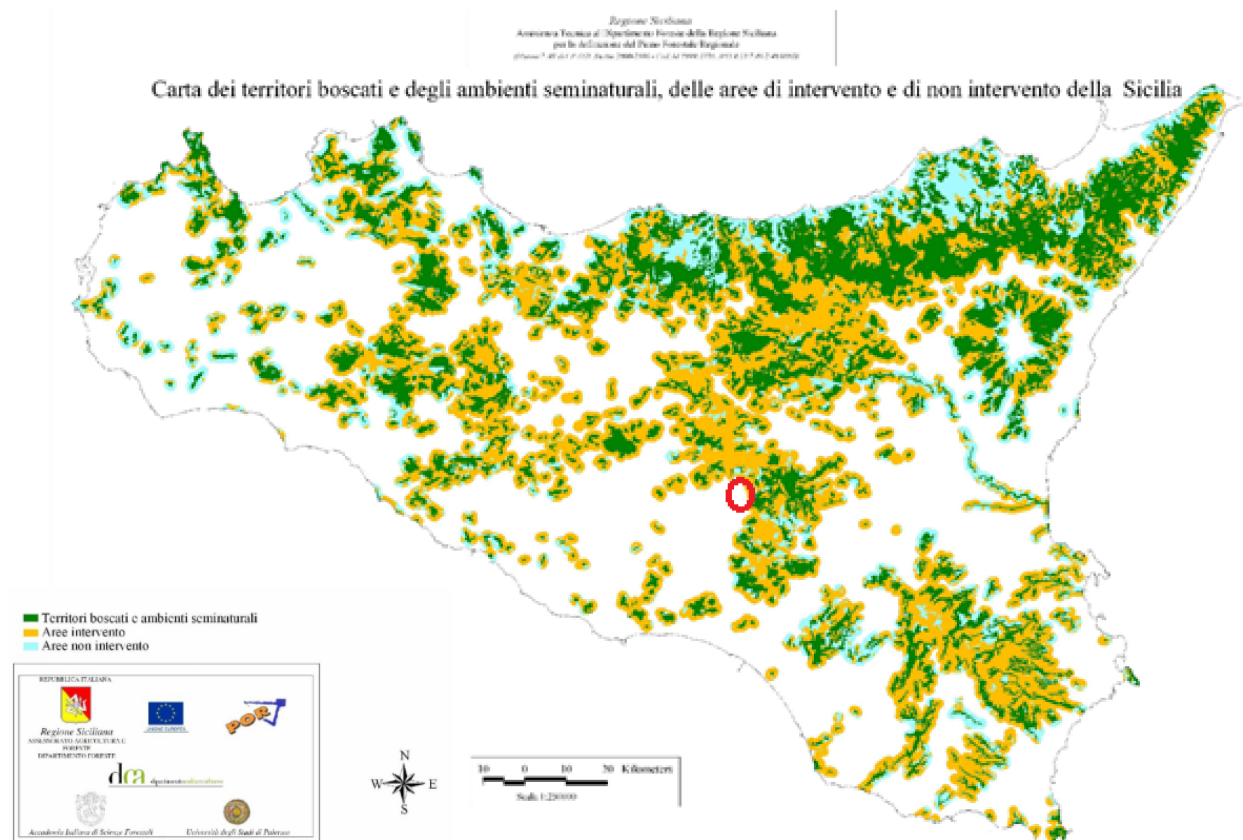 Regione Siciliana
Assistenza Tecnica al Dipartimento Foreste della Regione Siciliana
per la definizione del Piano Forestale Regionale
Carta dei territori boscati e degli ambienti seminaturali, delle aree di intervento e di non intervento della Sicilia
Territori boscati e ambienti seminaturali
Aree intervento
Aree non intervento
REPUBBLICA ITALIANA
Regione Siciliana
ASSESSORATO AGRICOLTURA E
FORESTE
DIPARTIMENTO FORESTE
UNIONE EUROPEA
POR
dca
Accademia Italiana di Scienze Forestali
Università degli Studi di Palermo
N
W E
S
10 0 10 20 Kilometers